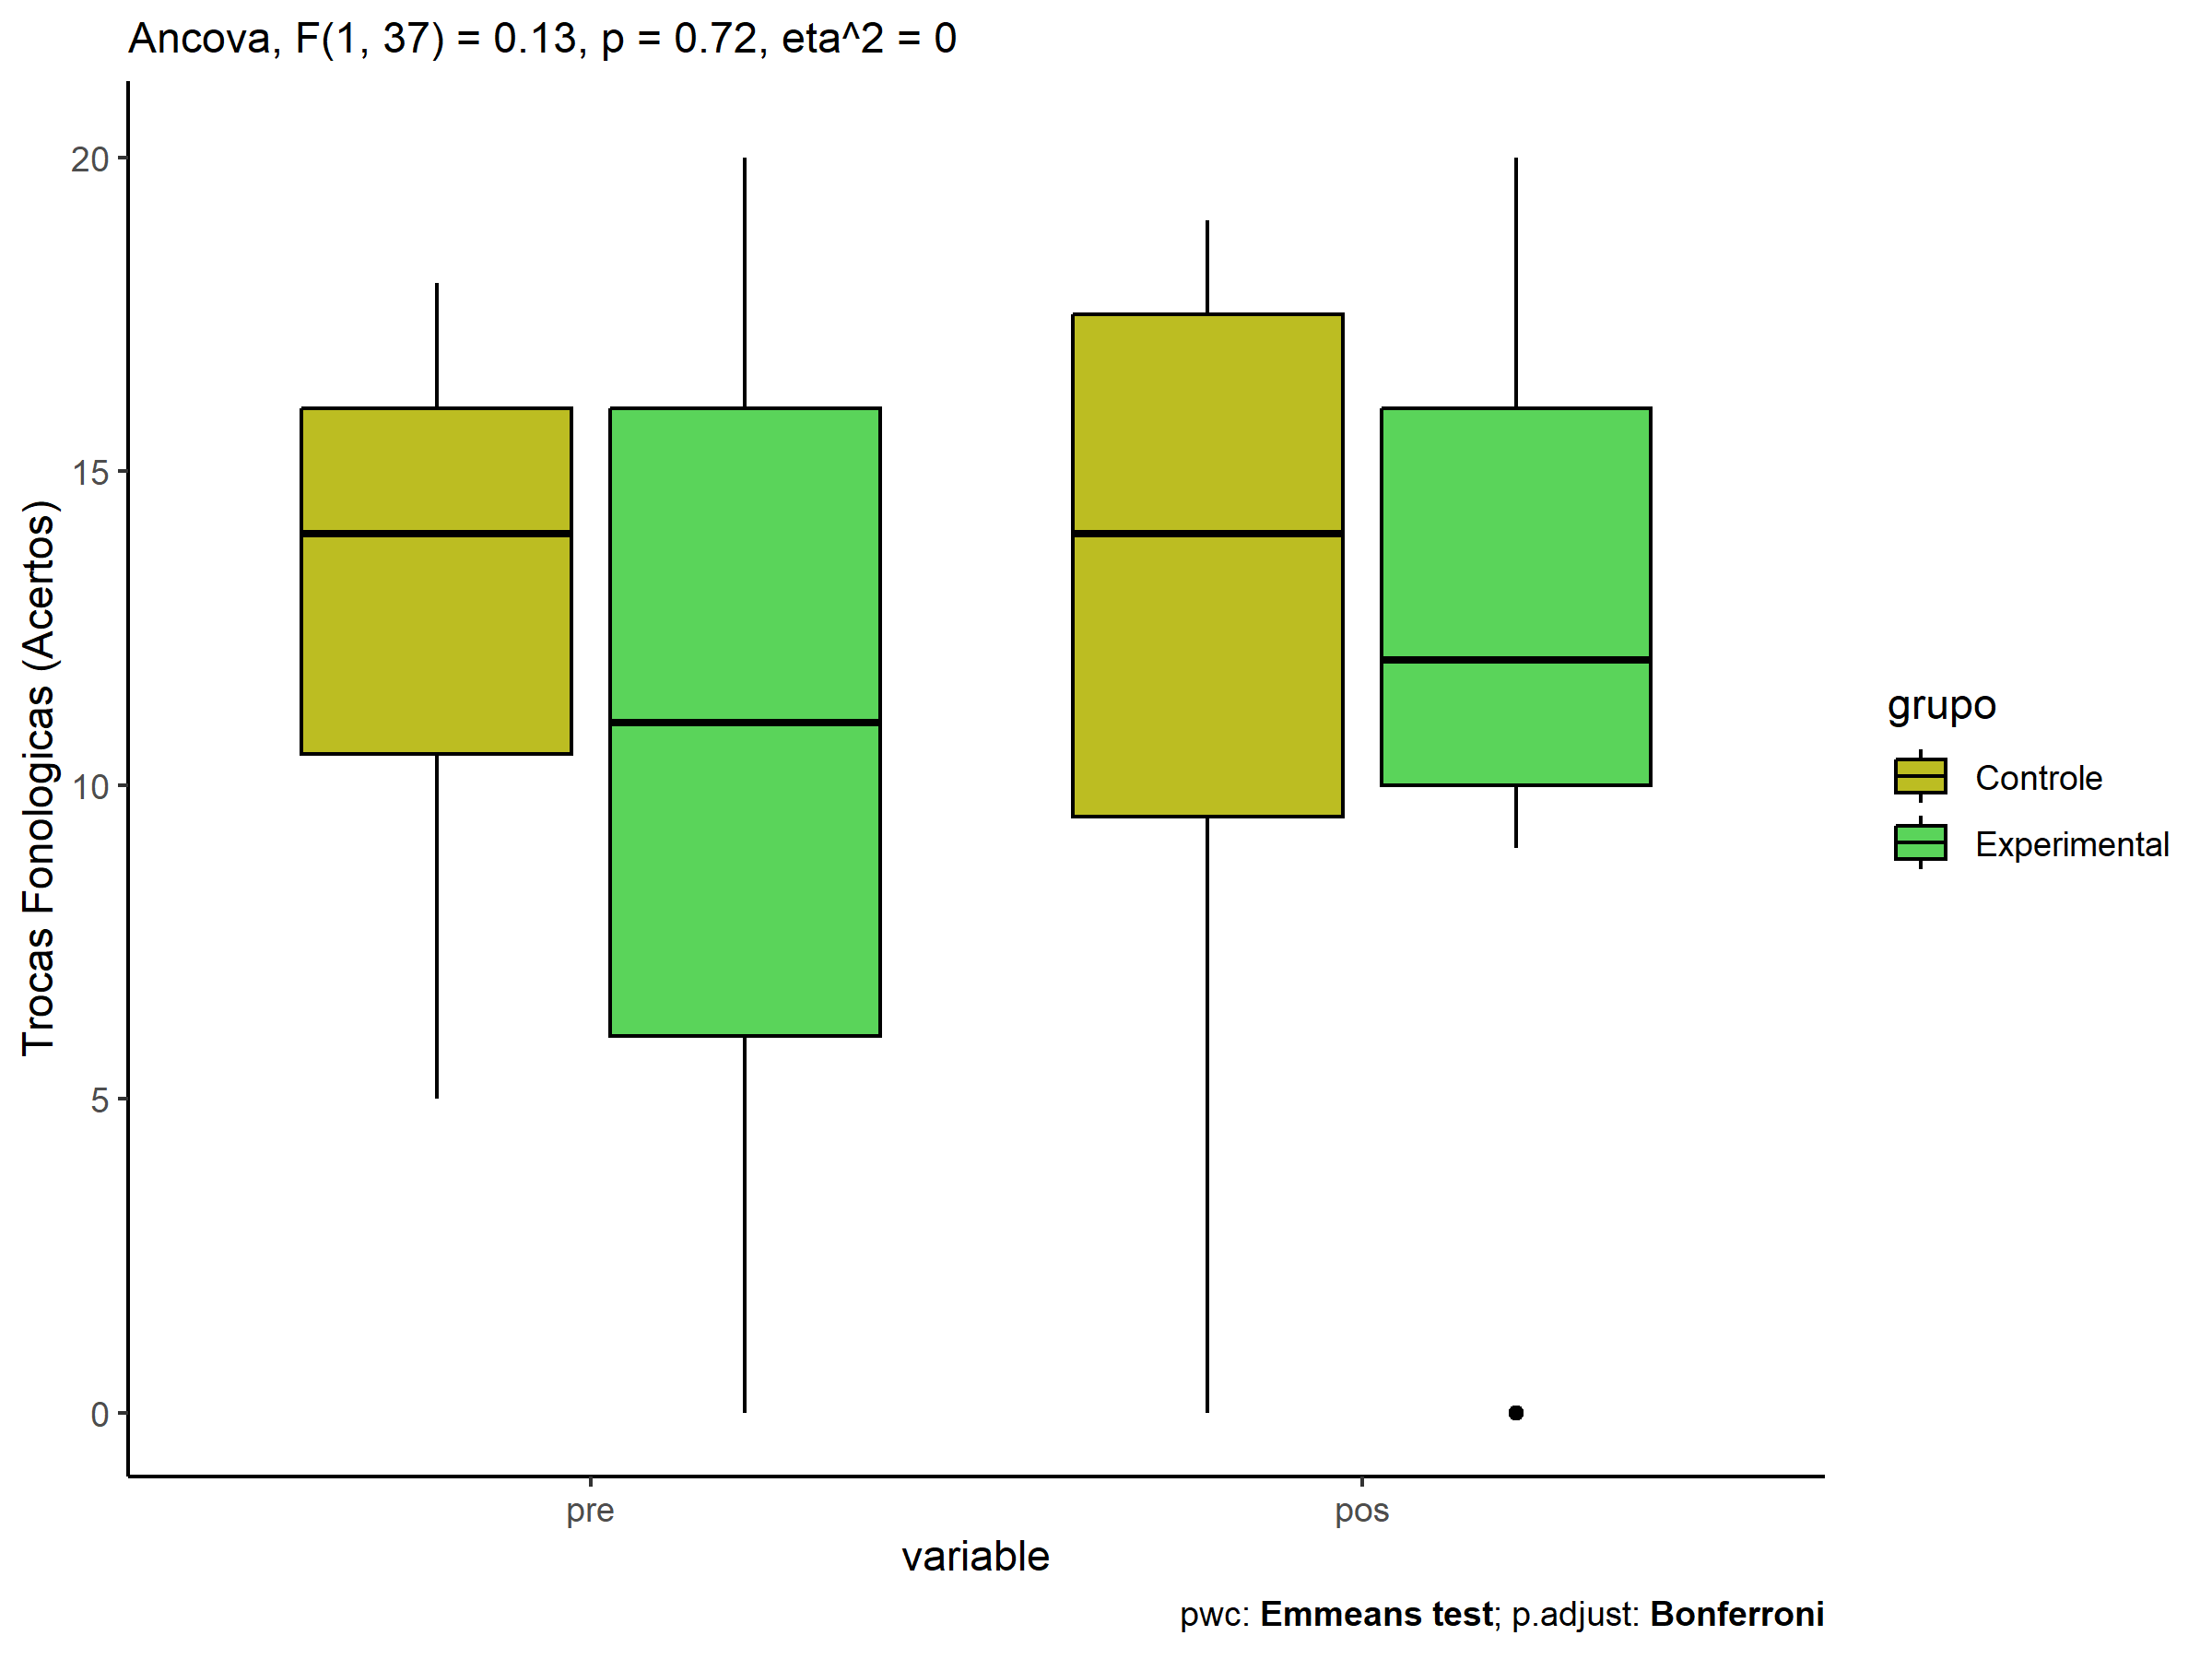 Ancova, F(1, 37) = 0.13, p = 0.72, eta^2 = 0
Trocas Fonologicas (Acertos)
20
15
10
5
0
pre
pos
variable
grupo
Controle
Experimental
pwc: Emmeans test; p.adjust: Bonferroni